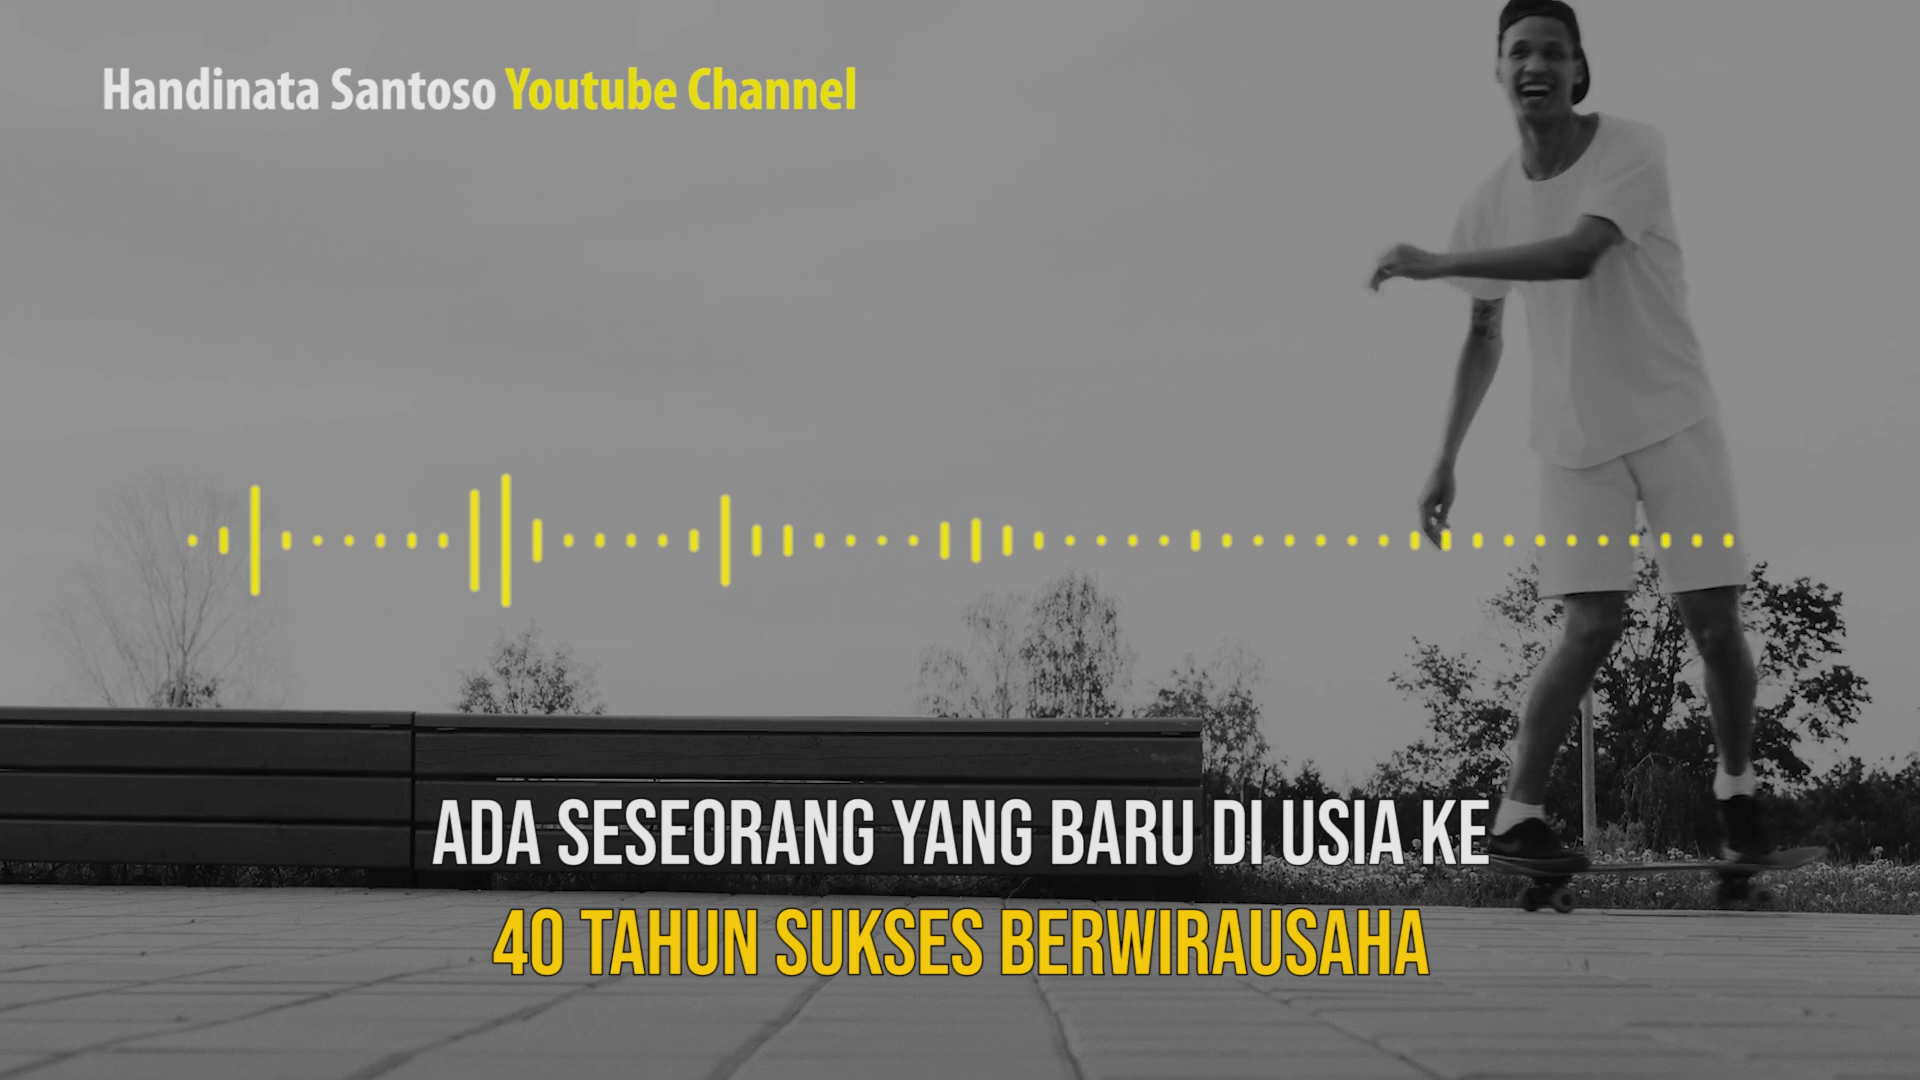 Handinata Santoso Youtube Channel
ADA SESEORANG YANG BARU DI USIA KE
40 TAHUN SUKSES BERWIRAUSAHA